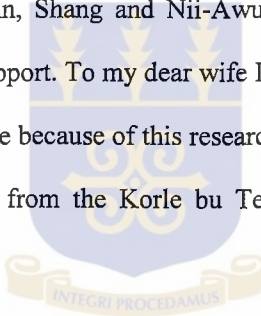 n, Shang and Nii-Awu
pport. To my dear wife
e because of this researc
from the Korle bu Te
INTEGRI PROCEDAMUS